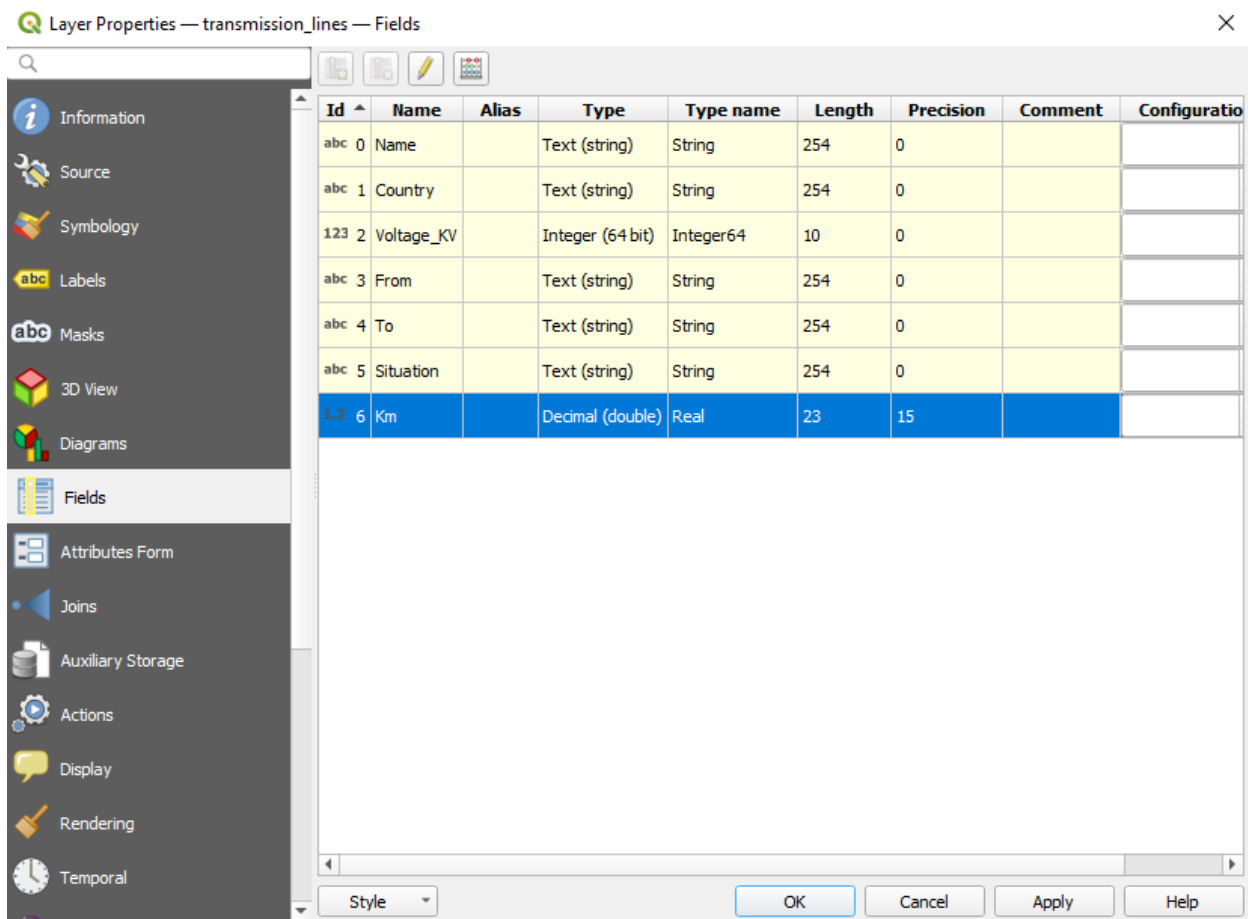 Layer Properties — transmission_lines — Fields
Information
Source
Symbology
abc Labels
abc Masks
3D View
Diagrams
Fields
Attributes Form
Joins
Auxiliary Storage
Actions
Display
Rendering
Temporal
Id Name Alias Type Type name Length Precision Comment Configuratio
abc 0 Name Text (string) String 254 0
abc 1 Country Text (string) String 254 0
123 2 Voltage_KV Integer (64 bit) Integer64 10 0
abc 3 From Text (string) String 254 0
abc 4 To Text (string) String 254 0
abc 5 Situation Text (string) String 254 0
1.2 6 Km Decimal (double) Real 23 15
Style OK Cancel Apply Help